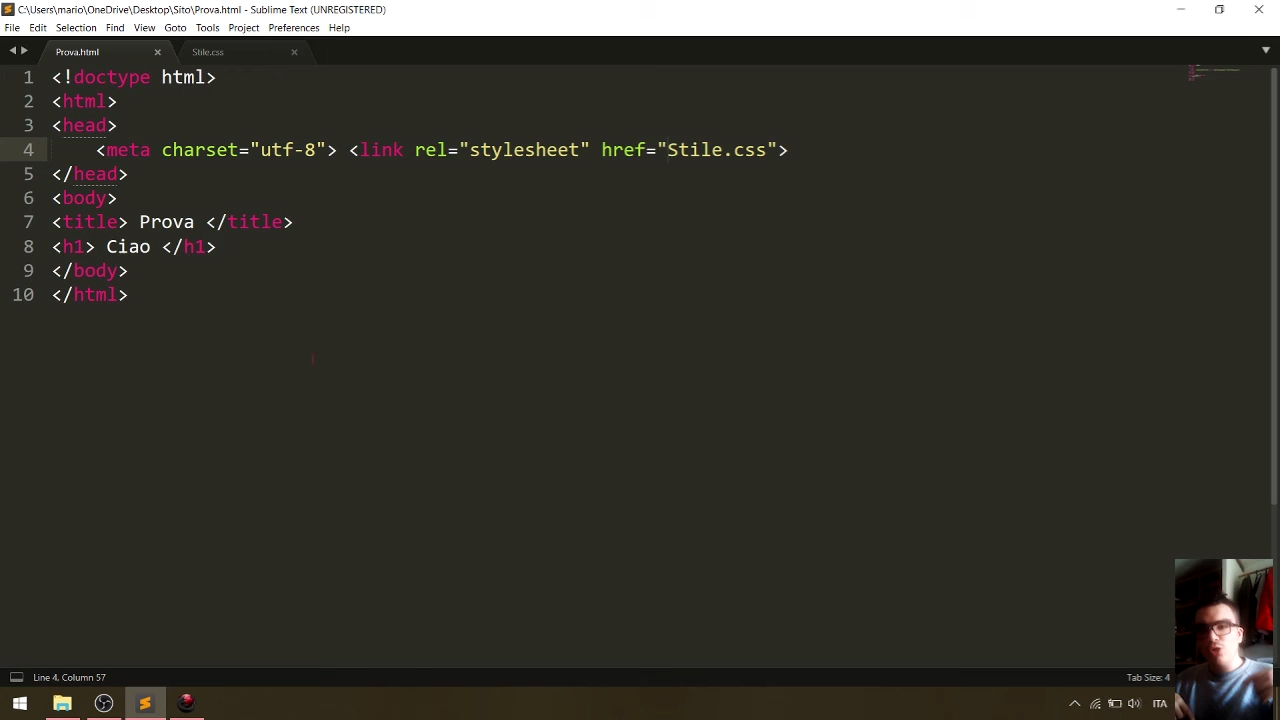 C:\Users\mario\OneDrive\Desktop\Sito\Prova.html - Sublime Text (UNREGISTERED)
File Edit Selection Find View Goto Tools Project Preferences Help
Prova.html Stile.css
1 <!doctype html>
2 <html>
3 <head>
4 <meta charset="utf-8"> <link rel="stylesheet" href="Stile.css">
5 </head>
6 <body>
7 <title> Prova </title>
8 <h1> Ciao </h1>
9 </body>
10 </html>
Line 4, Column 57 Tab Size: 4
ITA